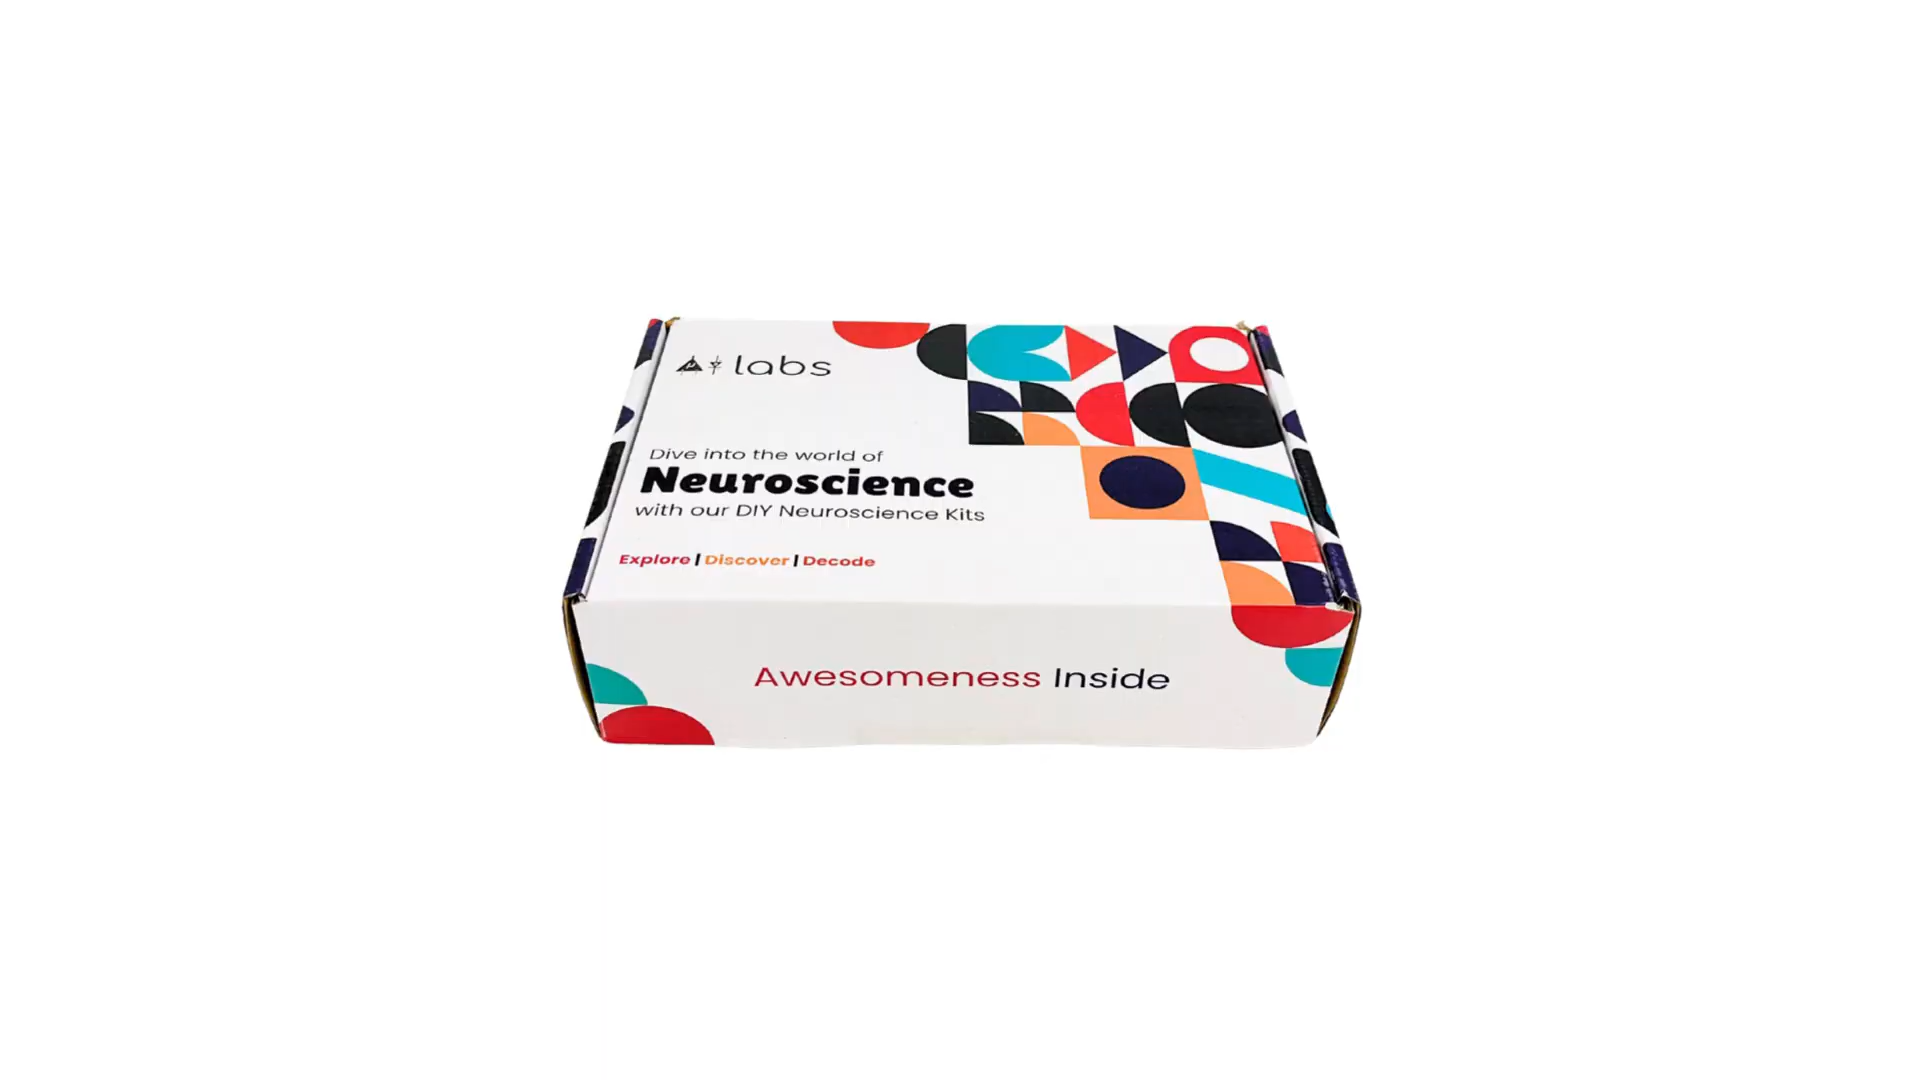 labs
Dive into the world of
Neuroscience
with our DIY Neuroscience Kits
Explore | Discover | Decode
Awesomeness Inside